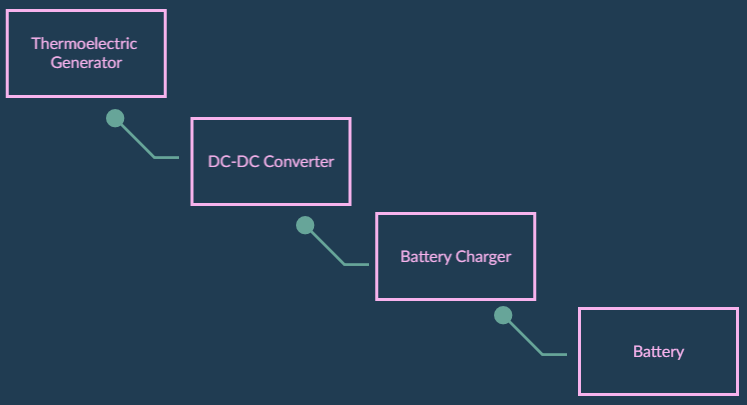 Thermoelectric
Generator
DC-DC Converter
Battery Charger
Battery